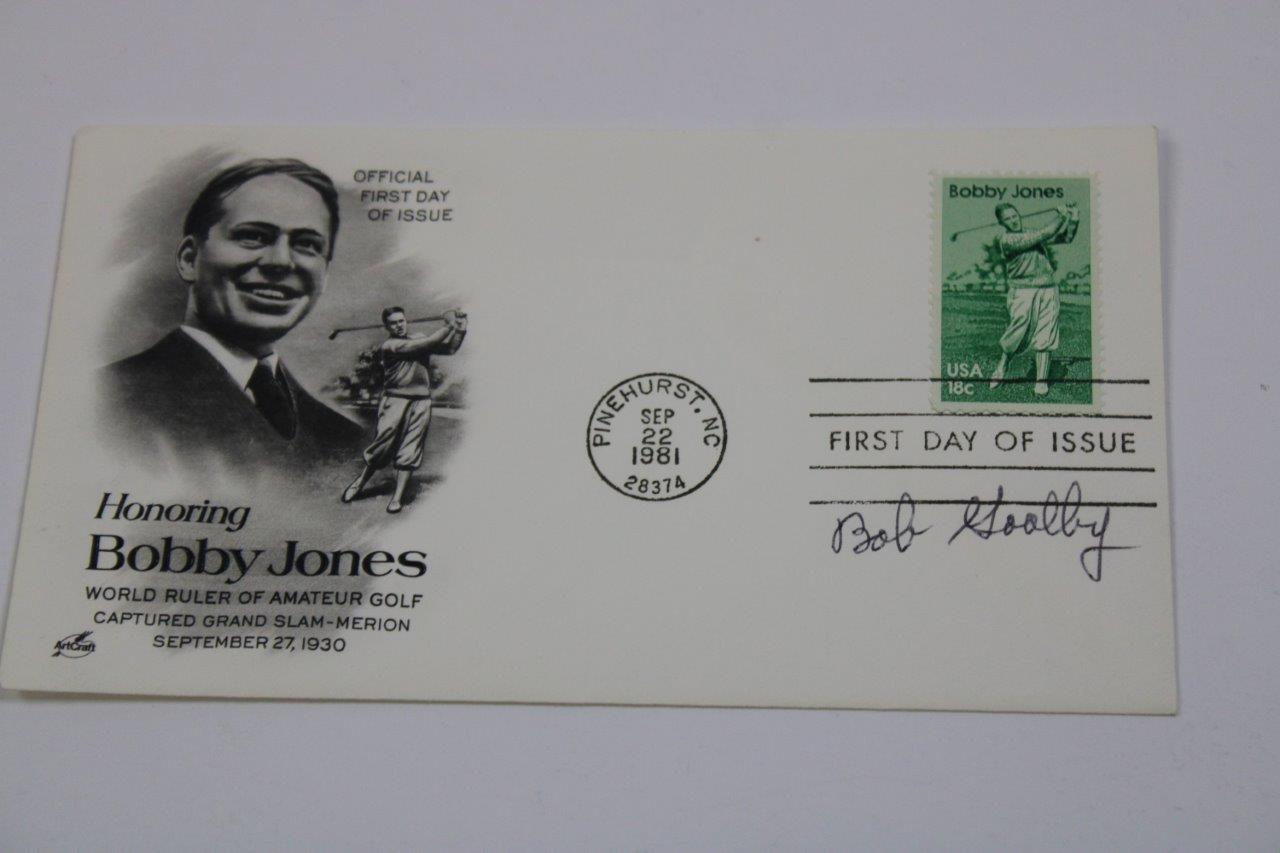 OFFICIAL
FIRST DAY
OF ISSUE
Honoring
Bobby Jones
WORLD RULER OF AMATEUR GOLF
CAPTURED GRAND SLAM-MERION
SEPTEMBER 27, 1930
ArtCraft
PINEHURST, NC
SEP
22
1981
28374
Bobby Jones
USA
18c
FIRST DAY OF ISSUE
Bob Goalby